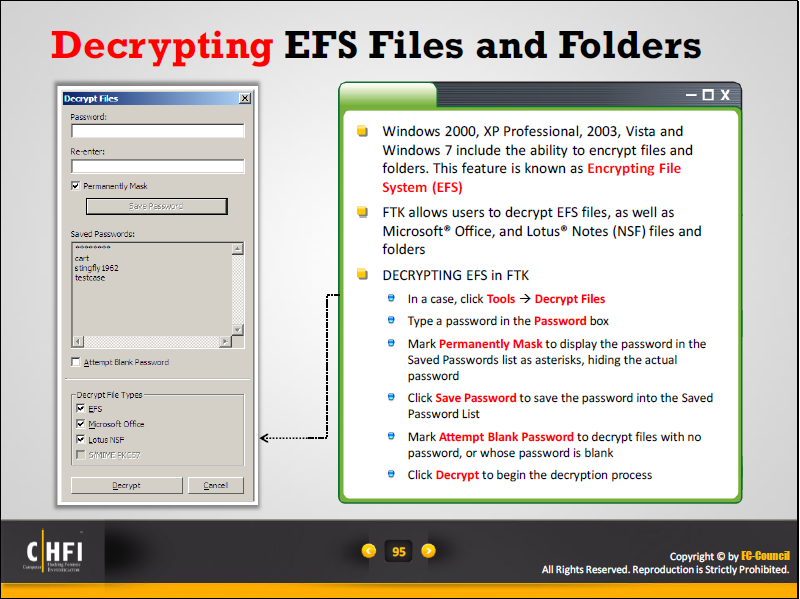 Decrypting EFS Files and Folders
Decrypt Files
Password:
Re-enter:
Permanently Mask
Save Password
Saved Passwords:
********
cart
stingfly1962
testcase
Attempt Blank Password
Decrypt File Types
EFS
Microsoft Office
Lotus NSF
S/MIME PKCS7
Decrypt
Cancel
Windows 2000, XP Professional, 2003, Vista and
Windows 7 include the ability to encrypt files and
folders. This feature is known as Encrypting File
System (EFS)
FTK allows users to decrypt EFS files, as well as
Microsoft® Office, and Lotus® Notes (NSF) files and
folders
DECRYPTING EFS in FTK
In a case, click Tools → Decrypt Files
Type a password in the Password box
Mark Permanently Mask to display the password in the
Saved Passwords list as asterisks, hiding the actual
password
Click Save Password to save the password into the Saved
Password List
Mark Attempt Blank Password to decrypt files with no
password, or whose password is blank
Click Decrypt to begin the decryption process
CHFI
Computer Hacking Forensic
INVESTIGATOR
95
Copyright © by EC-Council
All Rights Reserved. Reproduction is Strictly Prohibited.